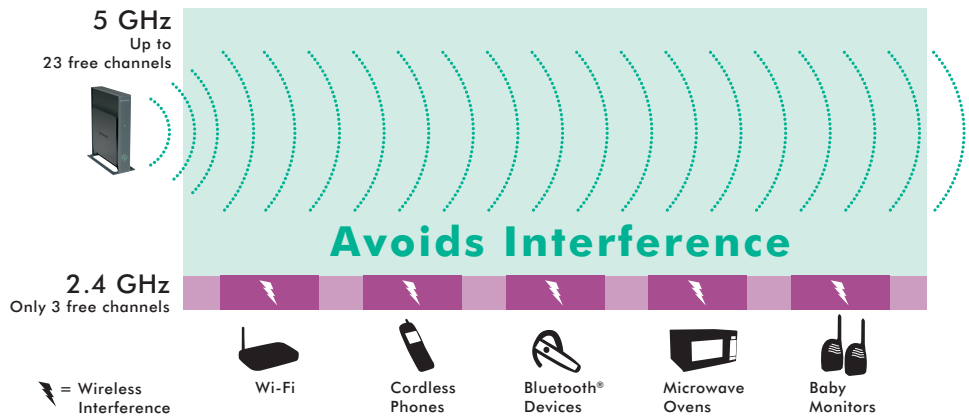 5 GHz
Up to
23 free channels
Avoids Interference
2.4 GHz
Only 3 free channels
Wi-Fi
Cordless
Phones
Bluetooth®
Devices
Microwave
Ovens
Baby
Monitors
= Wireless
Interference